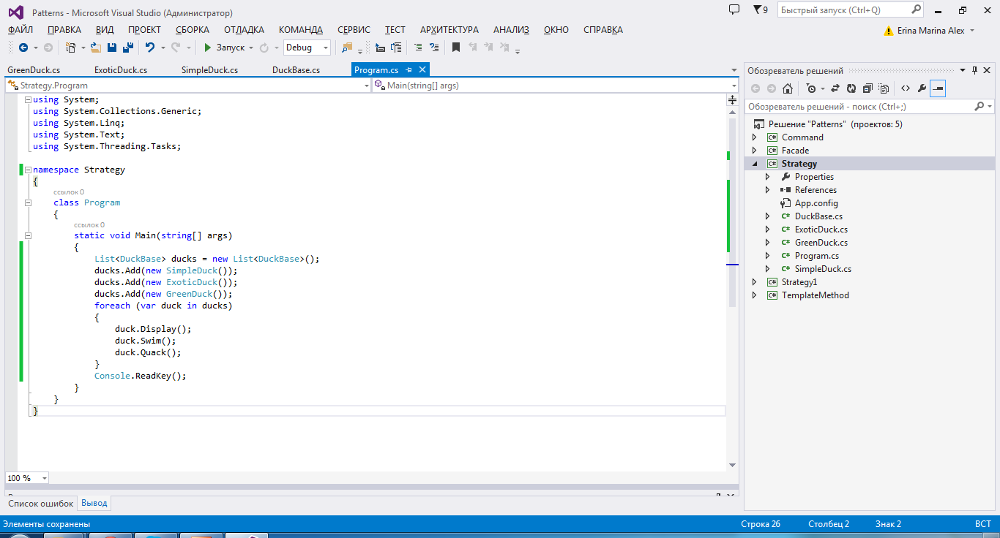 Patterns - Microsoft Visual Studio (Администратор)
9
Быстрый запуск (Ctrl+Q)
ФАЙЛ ПРАВКА ВИД ПРОЕКТ СБОРКА ОТЛАДКА КОМАНДА СЕРВИС ТЕСТ АРХИТЕКТУРА АНАЛИЗ ОКНО СПРАВКА
Erina Marina Alex
Запуск Debug
GreenDuck.cs ExoticDuck.cs SimpleDuck.cs DuckBase.cs Program.cs
Strategy.Program Main(string[] args)
using System;
using System.Collections.Generic;
using System.Linq;
using System.Text;
using System.Threading.Tasks;
namespace Strategy
{
ссылок 0
class Program
{
ссылок 0
static void Main(string[] args)
{
List<DuckBase> ducks = new List<DuckBase>();
ducks.Add(new SimpleDuck());
ducks.Add(new ExoticDuck());
ducks.Add(new GreenDuck());
foreach (var duck in ducks)
{
duck.Display();
duck.Swim();
duck.Quack();
}
Console.ReadKey();
}
}
}
100 %
Список ошибок Вывод
Обозреватель решений
Обозреватель решений - поиск (Ctrl+;)
Решение "Patterns" (проектов: 5)
C# Command
C# Facade
C# Strategy
Properties
References
App.config
C# DuckBase.cs
C# ExoticDuck.cs
C# GreenDuck.cs
C# Program.cs
C# SimpleDuck.cs
C# Strategy1
C# TemplateMethod
Элементы сохранены Строка 26 Столбец 2 Знак 2 ВСТ